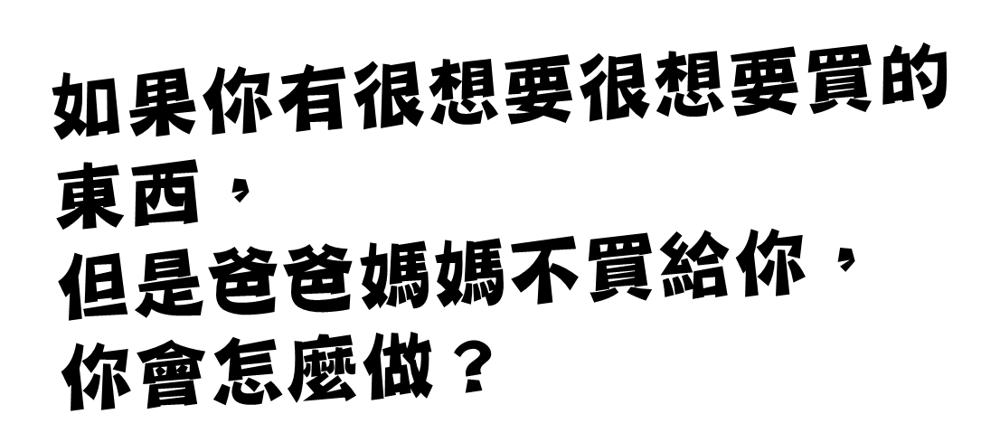 如果你有很想要很想要買的
東西，
但是爸爸媽媽不買給你，
你會怎麼做？